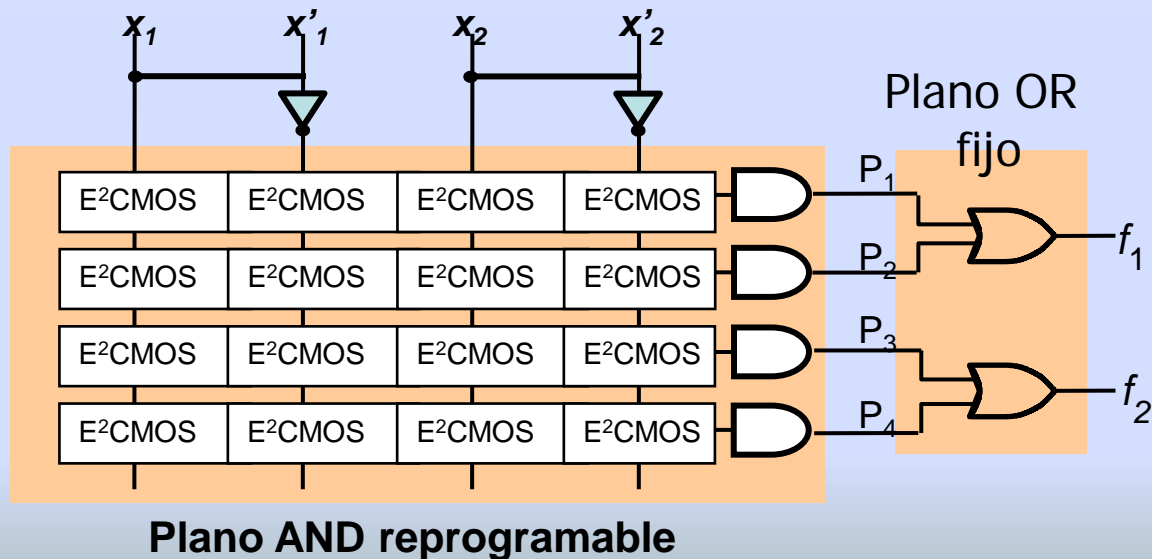 x₁ x'₁ x₂ x'₂
Plano OR
fijo
E²CMOS E²CMOS E²CMOS E²CMOS P₁
f₁
E²CMOS E²CMOS E²CMOS E²CMOS P₂
E²CMOS E²CMOS E²CMOS E²CMOS P₃
f₂
E²CMOS E²CMOS E²CMOS E²CMOS P₄
Plano AND reprogramable